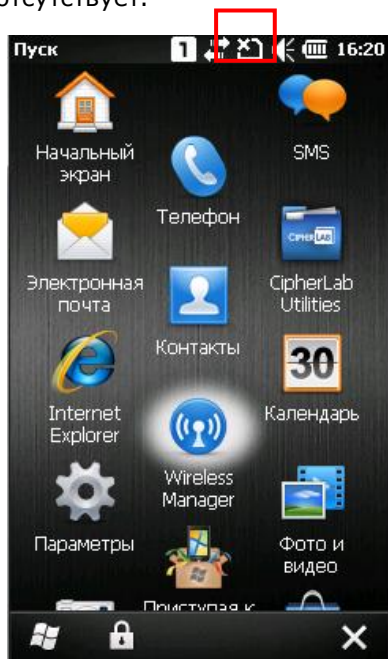 отсутствует.
Пуск
1
16:20
Начальный
экран
SMS
Телефон
Электронная
почта
CIPHERLAB
CipherLab
Utilities
Контакты
30
Internet
Explorer
Календарь
Wireless
Manager
Параметры
Фото и
видео
Приступая к